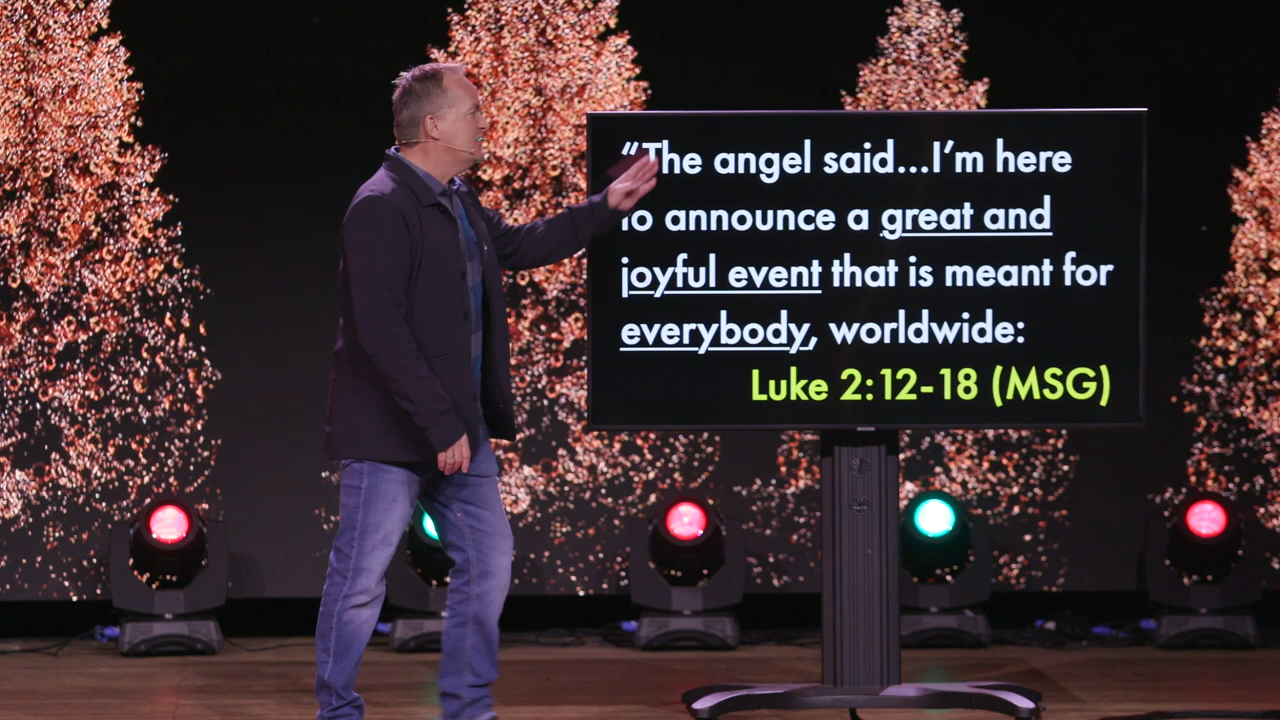 “The angel said...I’m here
to announce a great and
joyful event that is meant for
everybody, worldwide:
Luke 2:12-18 (MSG)